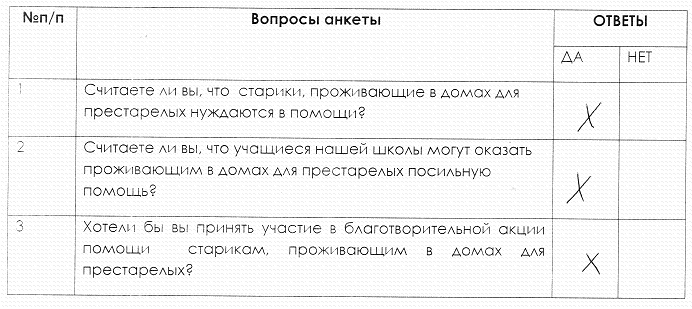 №п/п Вопросы анкеты ОТВЕТЫ
ДА НЕТ
1 Считаете ли вы, что старики, проживающие в домах для
престарелых нуждаются в помощи? X
2 Считаете ли вы, что учащиеся нашей школы могут оказать
проживающим в домах для престарелых посильную
помощь? X
3 Хотели бы вы принять участие в благотворительной акции
помощи старикам, проживающим в домах для
престарелых? X